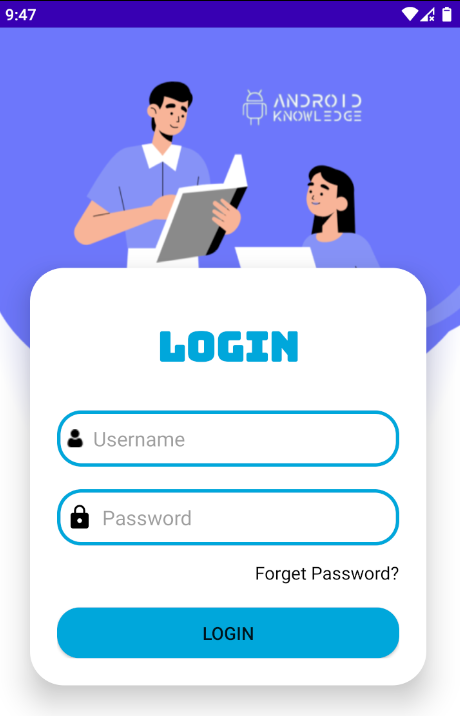 9:47
ANDROID
KNOWLEDGE
LOGIN
Username
Password
Forget Password?
LOGIN